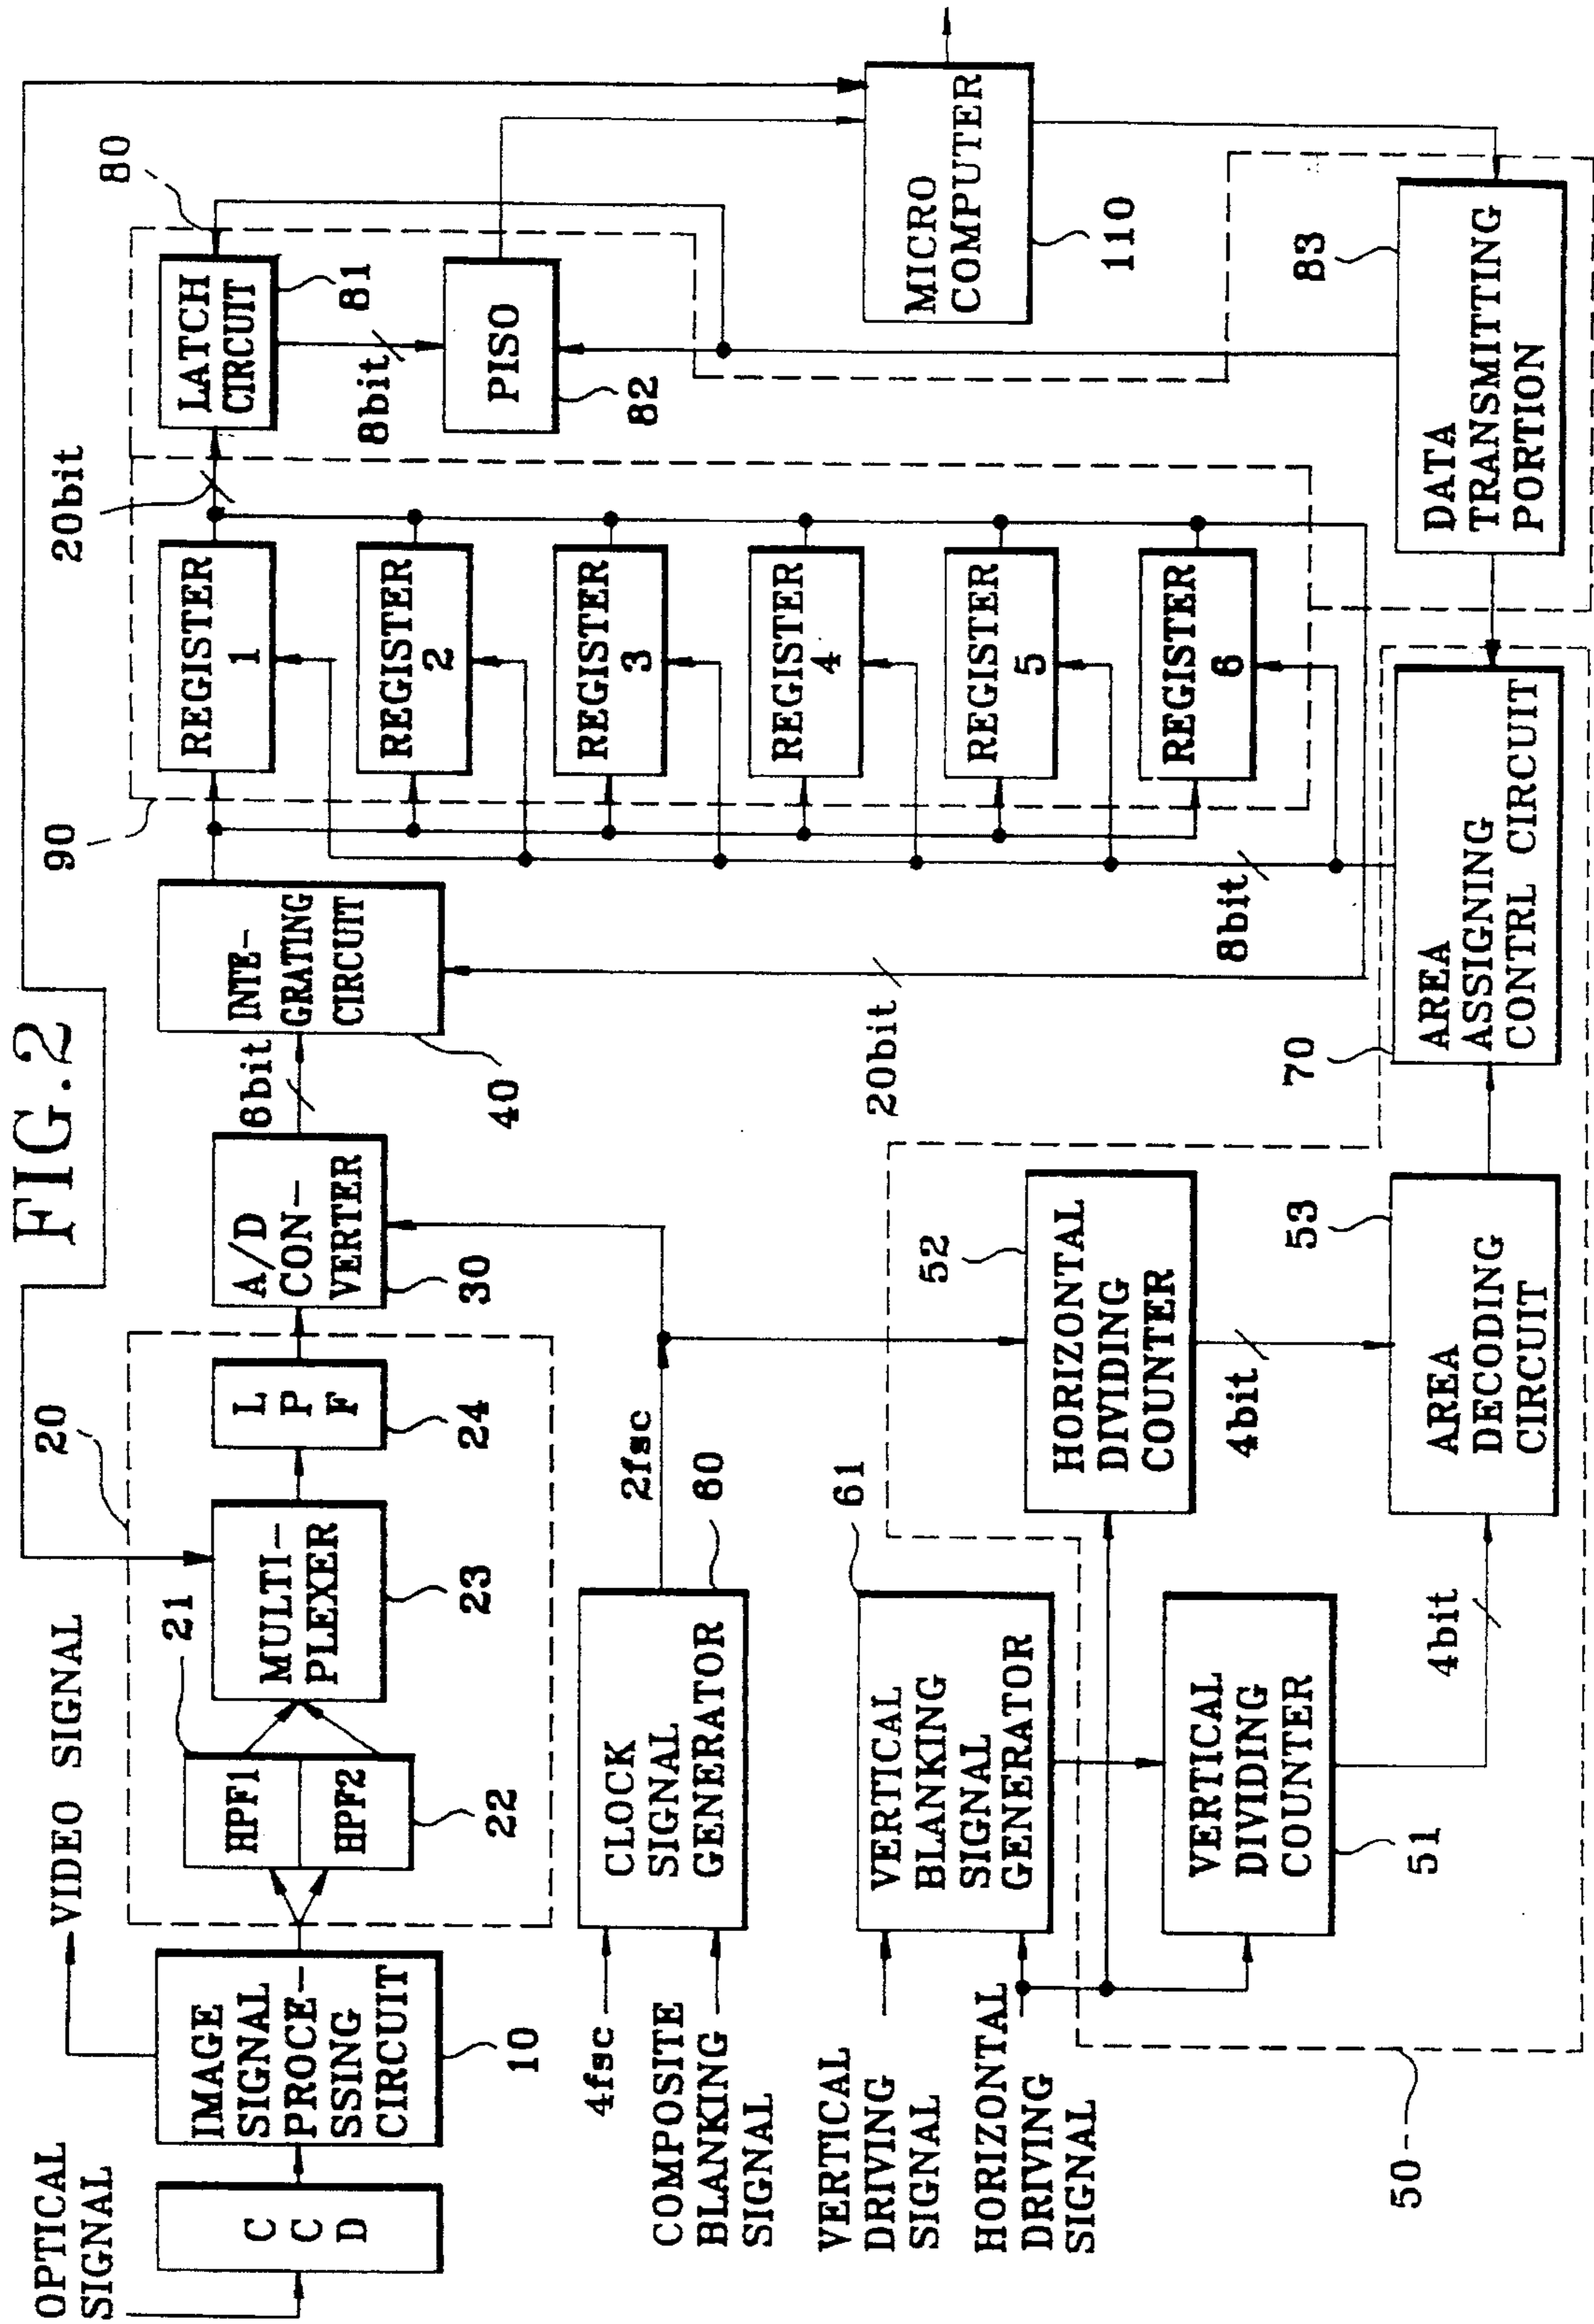 FIG.2
OPTICAL
SIGNAL
C
C
D
IMAGE
SIGNAL
PROCE-
SSING
CIRCUIT
10
VIDEO SIGNAL
20
HPF1
21
HPF2
22
MULTI-
PLEXER
23
L
P
F
24
A/D
CON-
VERTER
30
6bit
INTE-
GRATING
CIRCUIT
40
90
REGISTER
1
REGISTER
2
REGISTER
3
REGISTER
4
REGISTER
5
REGISTER
6
20bit
80
LATCH
CIRCUIT
81
8bit
PISO
82
MICRO
COMPUTER
110
4fsc
COMPOSITE
BLANKING
SIGNAL
CLOCK
SIGNAL
GENERATOR
60
2fsc
VERTICAL
DRIVING
SIGNAL
HORIZONTAL
DRIVING
SIGNAL
VERTICAL
BLANKING
SIGNAL
GENERATOR
61
HORIZONTAL
DIVIDING
COUNTER
52
4bit
VERTICAL
DIVIDING
COUNTER
51
4bit
AREA
DECODING
CIRCUIT
53
20bit
8bit
AREA
ASSIGNING
CONTRL CIRCUIT
70
DATA
TRANSMITTING
PORTION
83
50